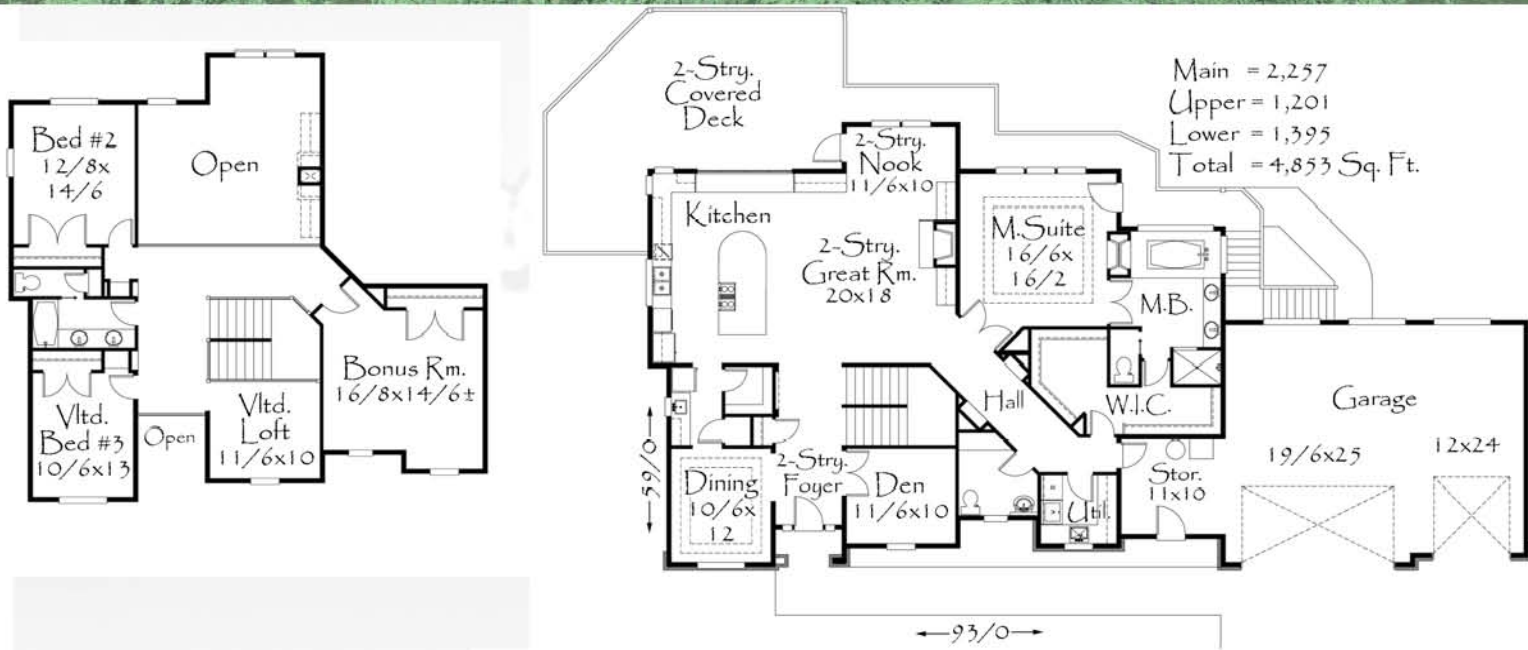 Bed #2
12/8x
14/6
Open
Bonus Rm.
16/8x14/6±
Vltd.
Bed #3
10/6x13
Open
Vltd.
Loft
11/6x10
2-Stry.
Covered
Deck
Main = 2,257
Upper = 1,201
Lower = 1,395
Total = 4,853 Sq. Ft.
2-Stry.
Nook
11/6x10
Kitchen
2-Stry.
Great Rm.
20x18
M.Suite
16/6x
16/2
M.B.
Hall
W.I.C.
Garage
19/6x25
12x24
59/0
Dining
10/6x
12
2-Stry.
Foyer
Den
11/6x10
Util.
Stor.
11x10
93/0